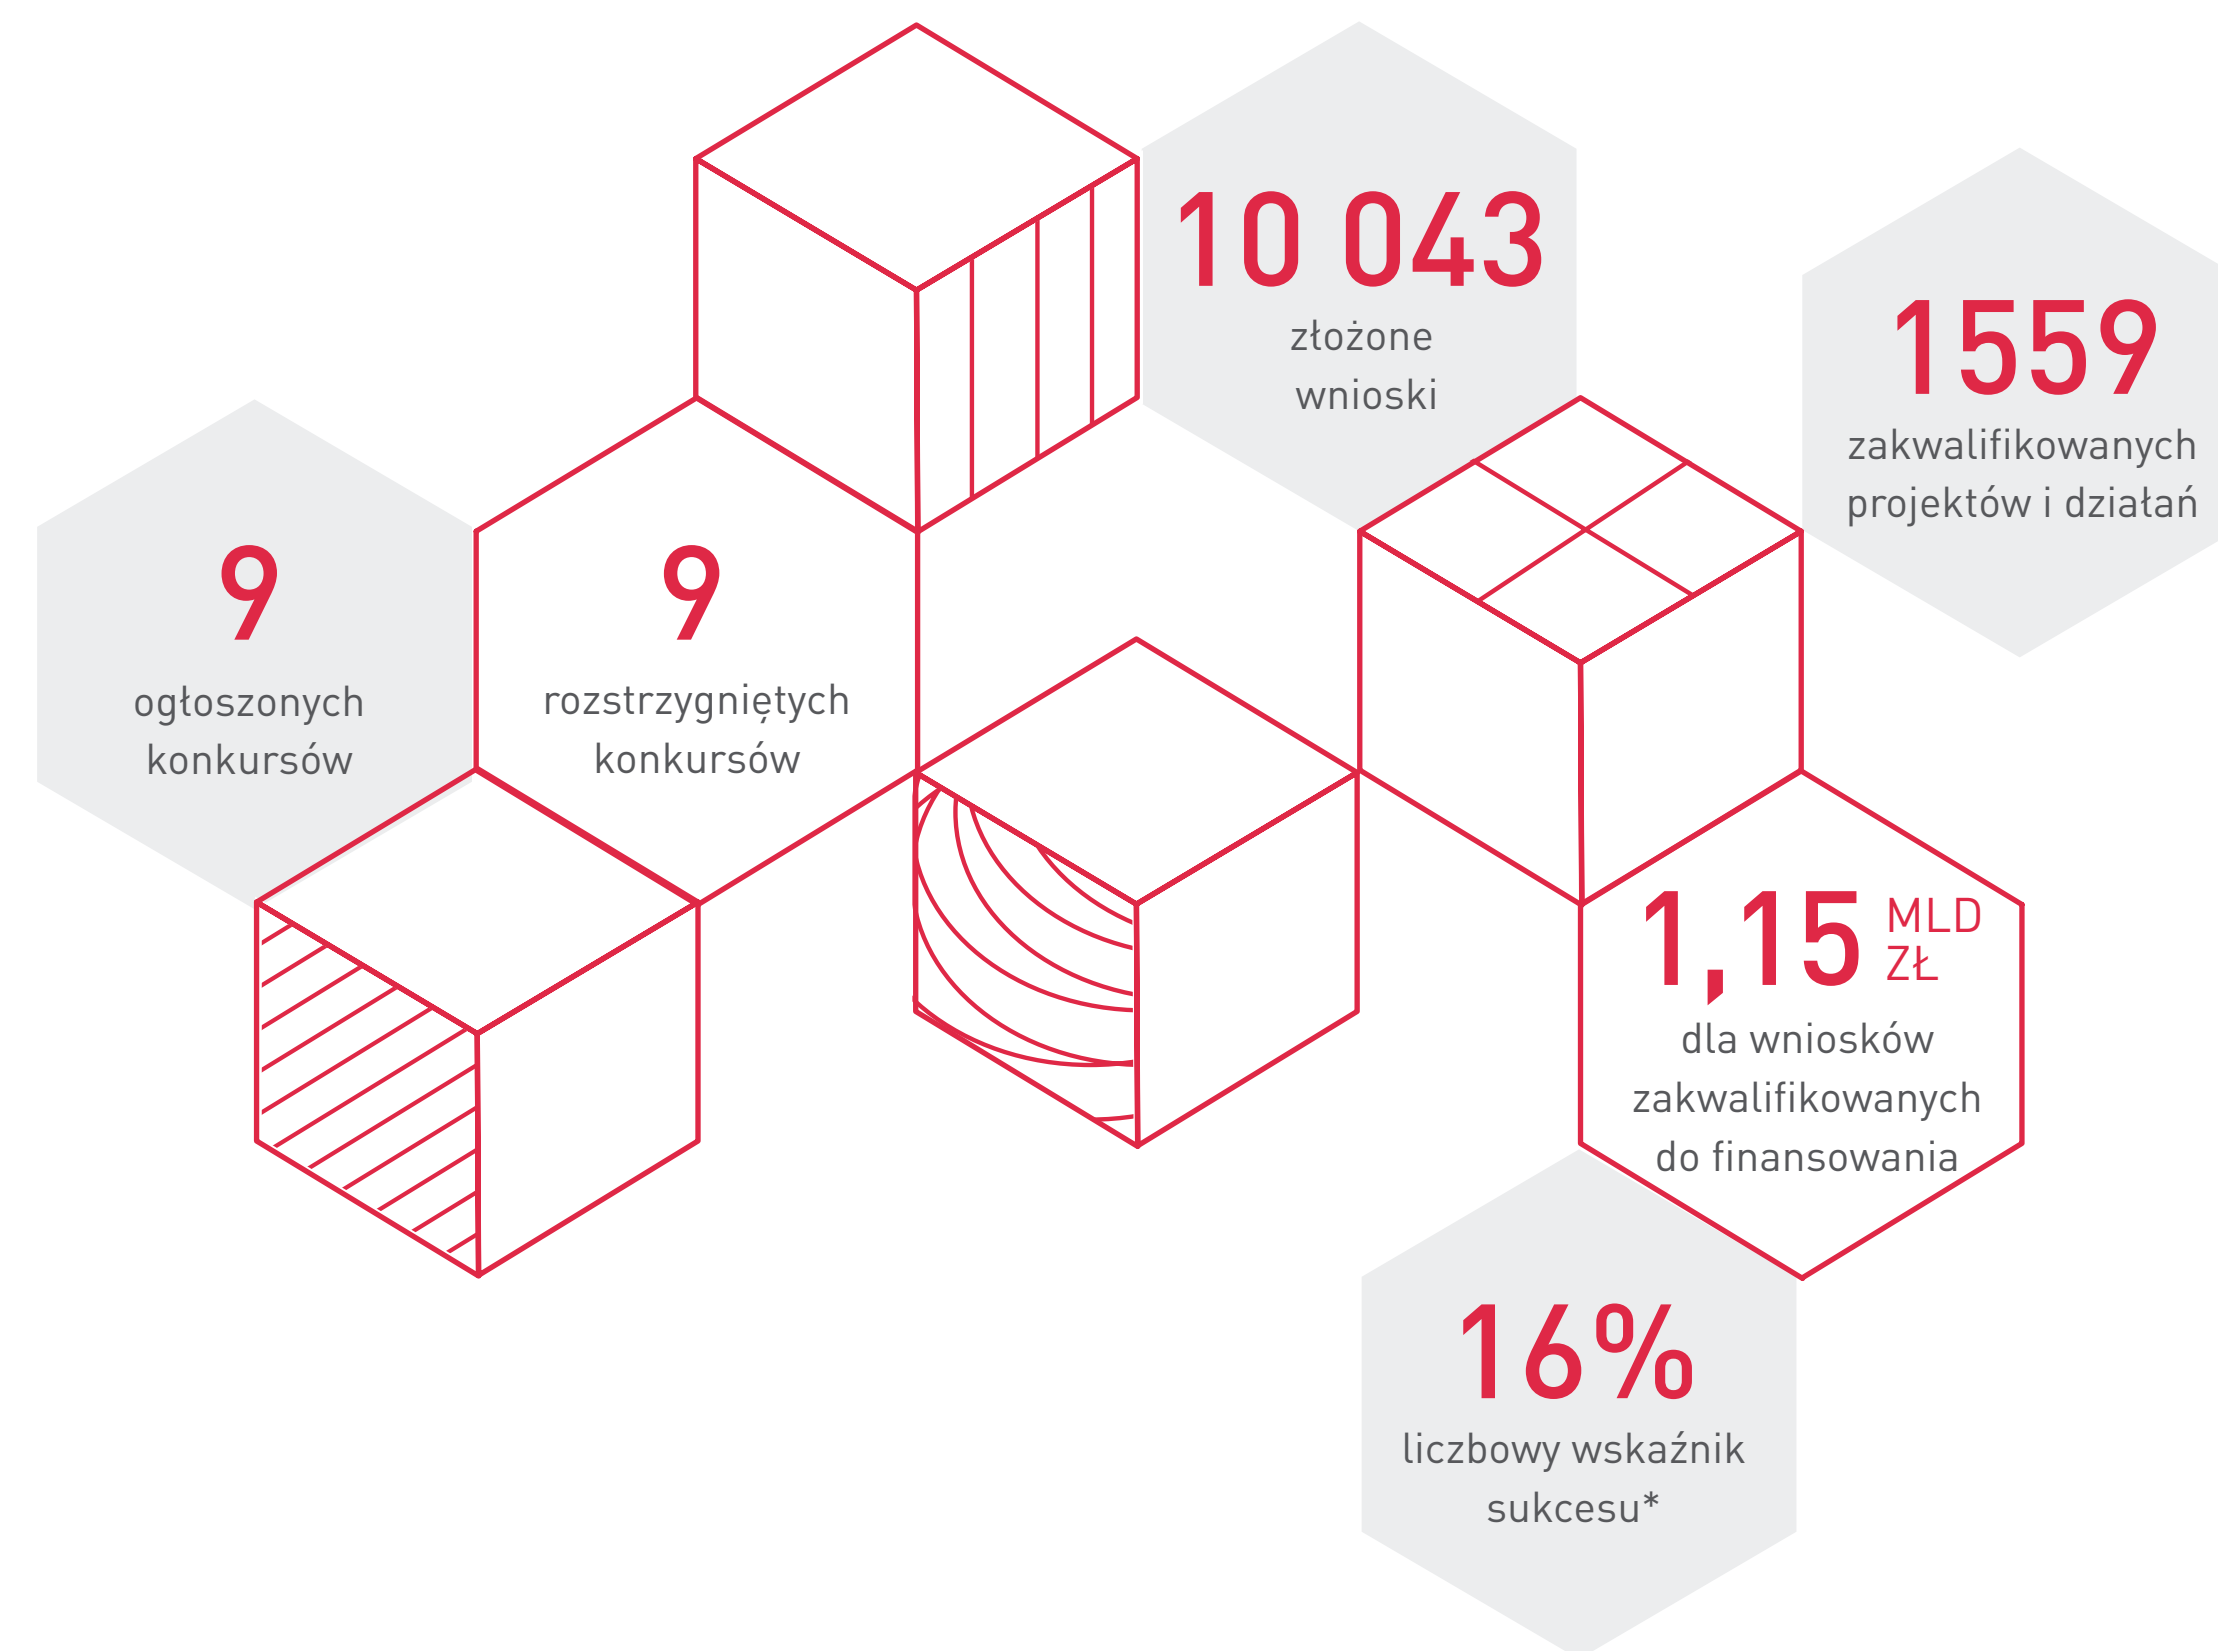 9
ogłoszonych
konkursów
9
rozstrzygniętych
konkursów
10 043
złożone
wnioski
1559
zakwalifikowanych
projektów i działań
1,15 MLD ZŁ
dla wniosków
zakwalifikowanych
do finansowania
16%
liczbowy wskaźnik
sukcesu*